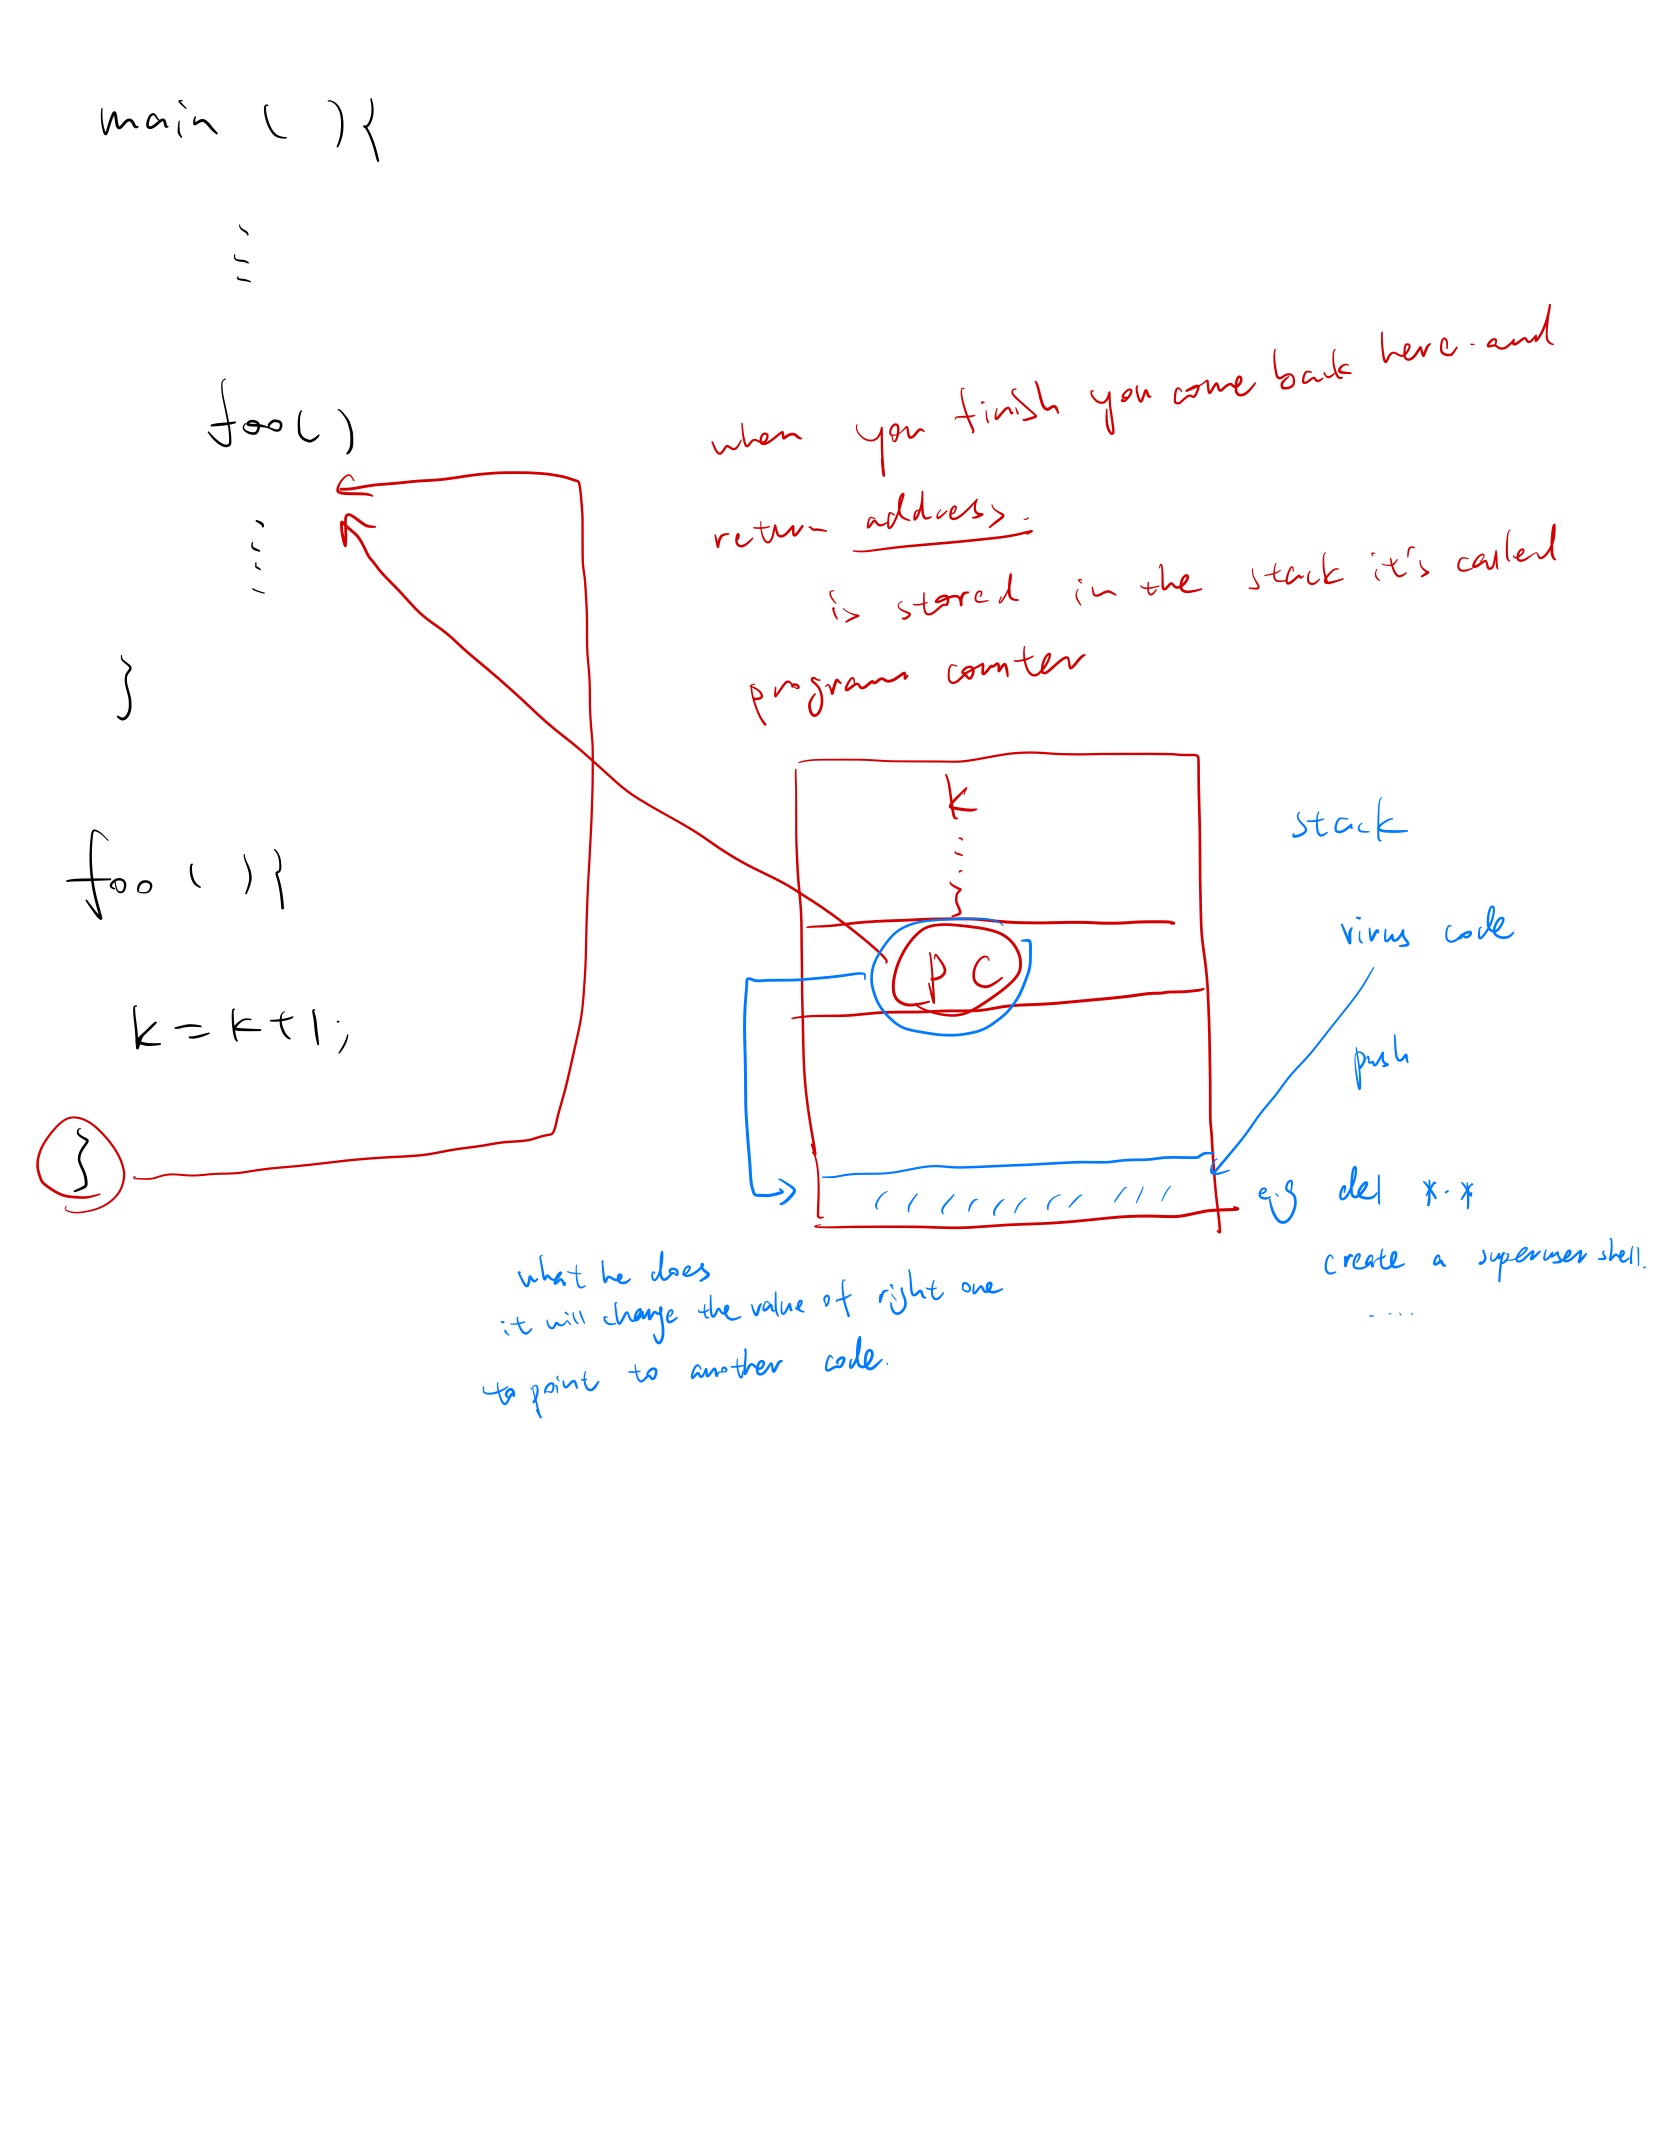 main ( ){
foo()
}
foo ( ){
k = k+1;
}
when you finish you come back here. and
return address.
is stored in the stack it's called
program counter
k
PC
stack
virus code
push
e.g del *.*
create a superuser shell.
....
what he does
it will change the value of right one
to point to another code.